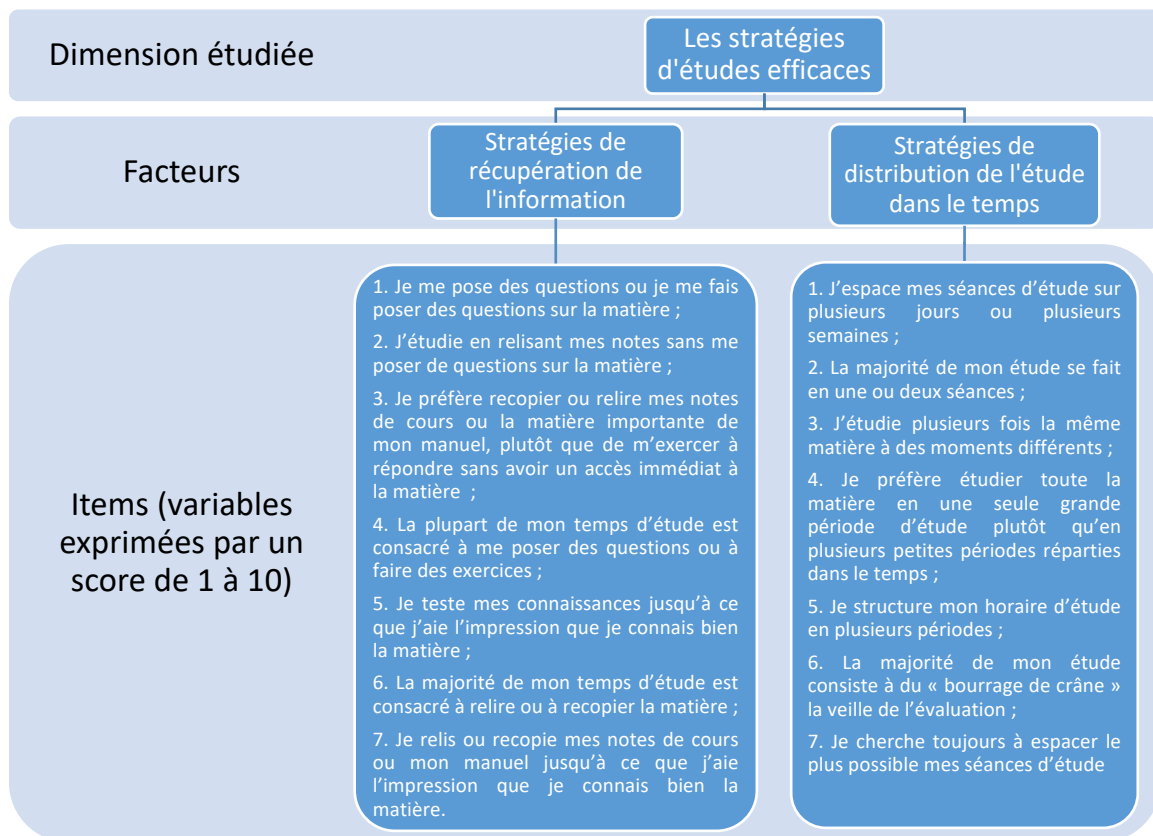 Dimension étudiée
Les stratégies
d'études efficaces
Facteurs
Stratégies de
récupération de
l'information
Stratégies de
distribution de l'étude
dans le temps
Items (variables
exprimées par un
score de 1 à 10)
1. Je me pose des questions ou je me fais
poser des questions sur la matière ;
2. J’étudie en relisant mes notes sans me
poser de questions sur la matière ;
3. Je préfère recopier ou relire mes notes
de cours ou la matière importante de
mon manuel, plutôt que de m’exercer à
répondre sans avoir un accès immédiat à
la matière ;
4. La plupart de mon temps d’étude est
consacré à me poser des questions ou à
faire des exercices ;
5. Je teste mes connaissances jusqu’à ce
que j’aie l’impression que je connais bien
la matière ;
6. La majorité de mon temps d’étude est
consacré à relire ou à recopier la matière ;
7. Je relis ou recopie mes notes de cours
ou mon manuel jusqu’à ce que j’aie
l’impression que je connais bien la
matière.
1. J’espace mes séances d’étude sur
plusieurs jours ou plusieurs
semaines ;
2. La majorité de mon étude se fait
en une ou deux séances ;
3. J’étudie plusieurs fois la même
matière à des moments différents ;
4. Je préfère étudier toute la
matière en une seule grande
période d’étude plutôt qu’en
plusieurs petites périodes réparties
dans le temps ;
5. Je structure mon horaire d’étude
en plusieurs périodes ;
6. La majorité de mon étude
consiste à du « bourrage de crâne »
la veille de l’évaluation ;
7. Je cherche toujours à espacer le
plus possible mes séances d’étude